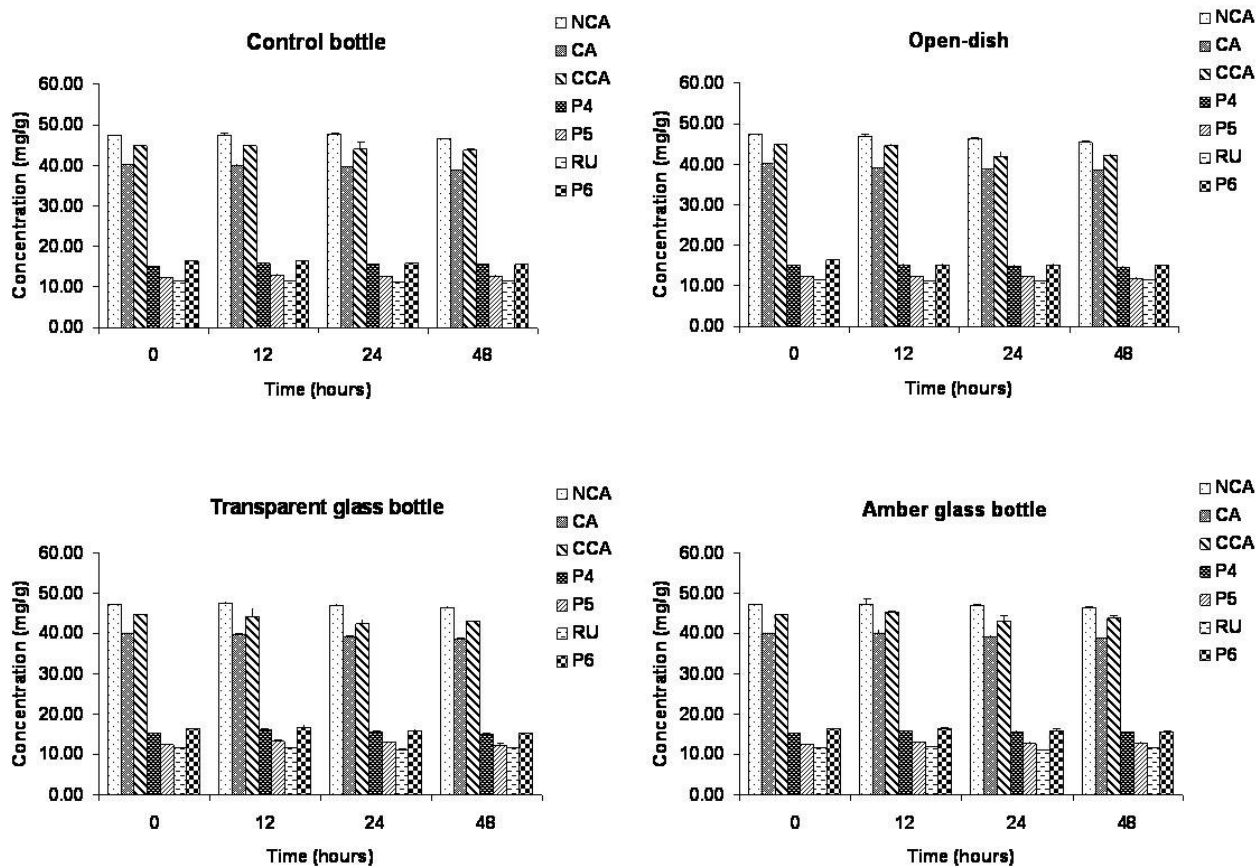 Control bottle
Concentration (mg/g)
60.00
50.00
40.00
30.00
20.00
10.00
0.00
0 12 24 48
Time (hours)
NCA
CA
CCA
P4
P5
RU
P6
Open-dish
Concentration (mg/g)
60.00
50.00
40.00
30.00
20.00
10.00
0.00
0 12 24 48
Time (hours)
NCA
CA
CCA
P4
P5
RU
P6
Transparent glass bottle
Concentration (mg/g)
60.00
50.00
40.00
30.00
20.00
10.00
0.00
0 12 24 48
Time (hours)
NCA
CA
CCA
P4
P5
RU
P6
Amber glass bottle
Concentration (mg/g)
60.00
50.00
40.00
30.00
20.00
10.00
0.00
0 12 24 48
Time (hours)
NCA
CA
CCA
P4
P5
RU
P6